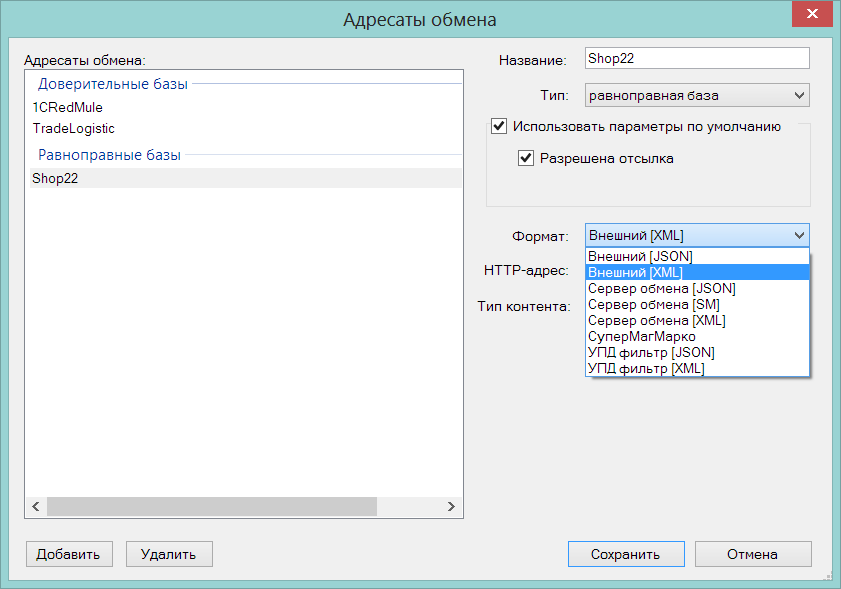 Адресаты обмена
Адресаты обмена:
Доверительные базы
1CRedMule
TradeLogistic
Равноправные базы
Shop22
Название:
Shop22
Тип:
равноправная база
Использовать параметры по умолчанию
Разрешена отсылка
Формат:
Внешний [XML]
HTTP-адрес:
Тип контента:
Внешний [JSON]
Внешний [XML]
Сервер обмена [JSON]
Сервер обмена [SM]
Сервер обмена [XML]
СуперМагМарко
УПД фильтр [JSON]
УПД фильтр [XML]
Добавить
Удалить
Сохранить
Отмена